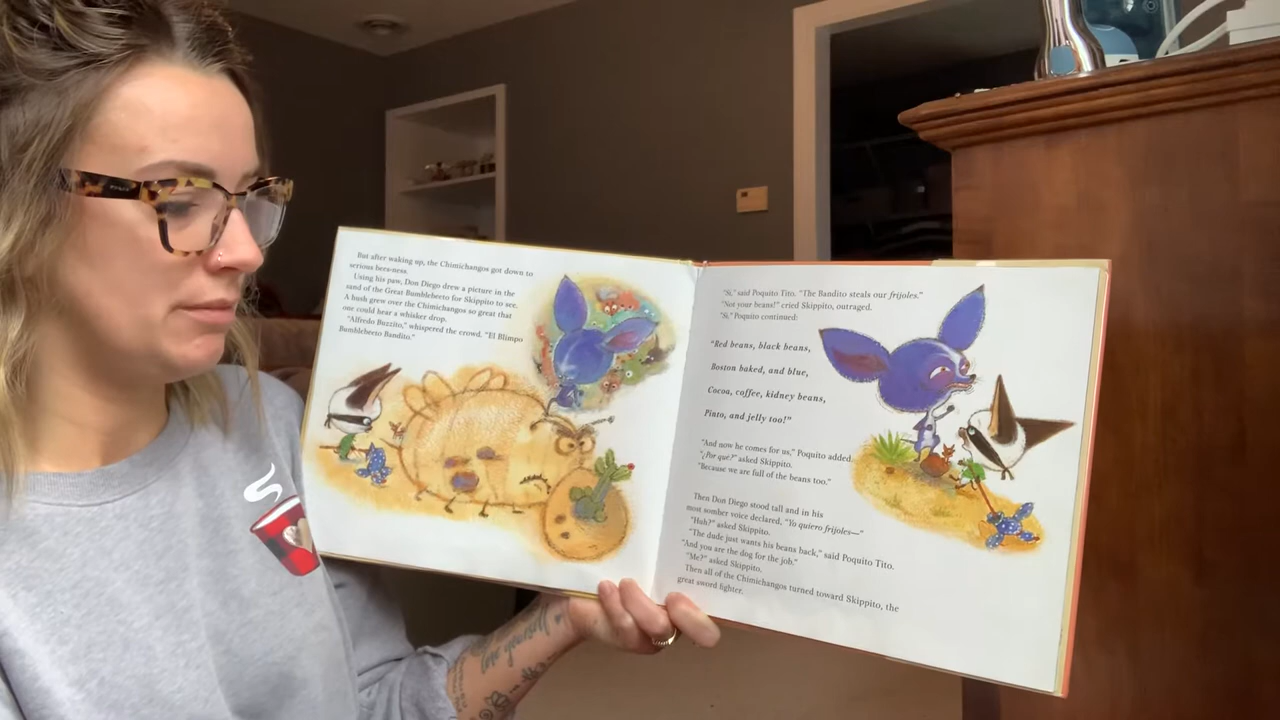 But after waking up, the Chimichangos got down to
serious bees-ness.
Using his paw, Don Diego drew a picture in the
sand of the Great Bumblebeeto for Skippito to see.
A hush grew over the Chimichangos so great that
one could hear a whisker drop.
"Alfredo Buzzito," whispered the crowd. "El Blimpo
Bumblebeeto Bandito."
"Si," said Poquito Tito. "The Bandito steals our frijoles."
"Not your beans!" cried Skippito, outraged.
"Si," Poquito continued:
"Red beans, black beans,
Boston baked, and blue,
Cocoa, coffee, kidney beans,
Pinto, and jelly too!"
"And now he comes for us," Poquito added.
"¿Por qué?" asked Skippito.
"Because we are full of the beans too."
Then Don Diego stood tall and in his
most somber voice declared, "Yo quiero frijoles—"
"Huh?" asked Skippito.
"The dude just wants his beans back," said Poquito Tito.
"And you are the dog for the job."
"Me?" asked Skippito.
Then all of the Chimichangos turned toward Skippito, the
great sword fighter.